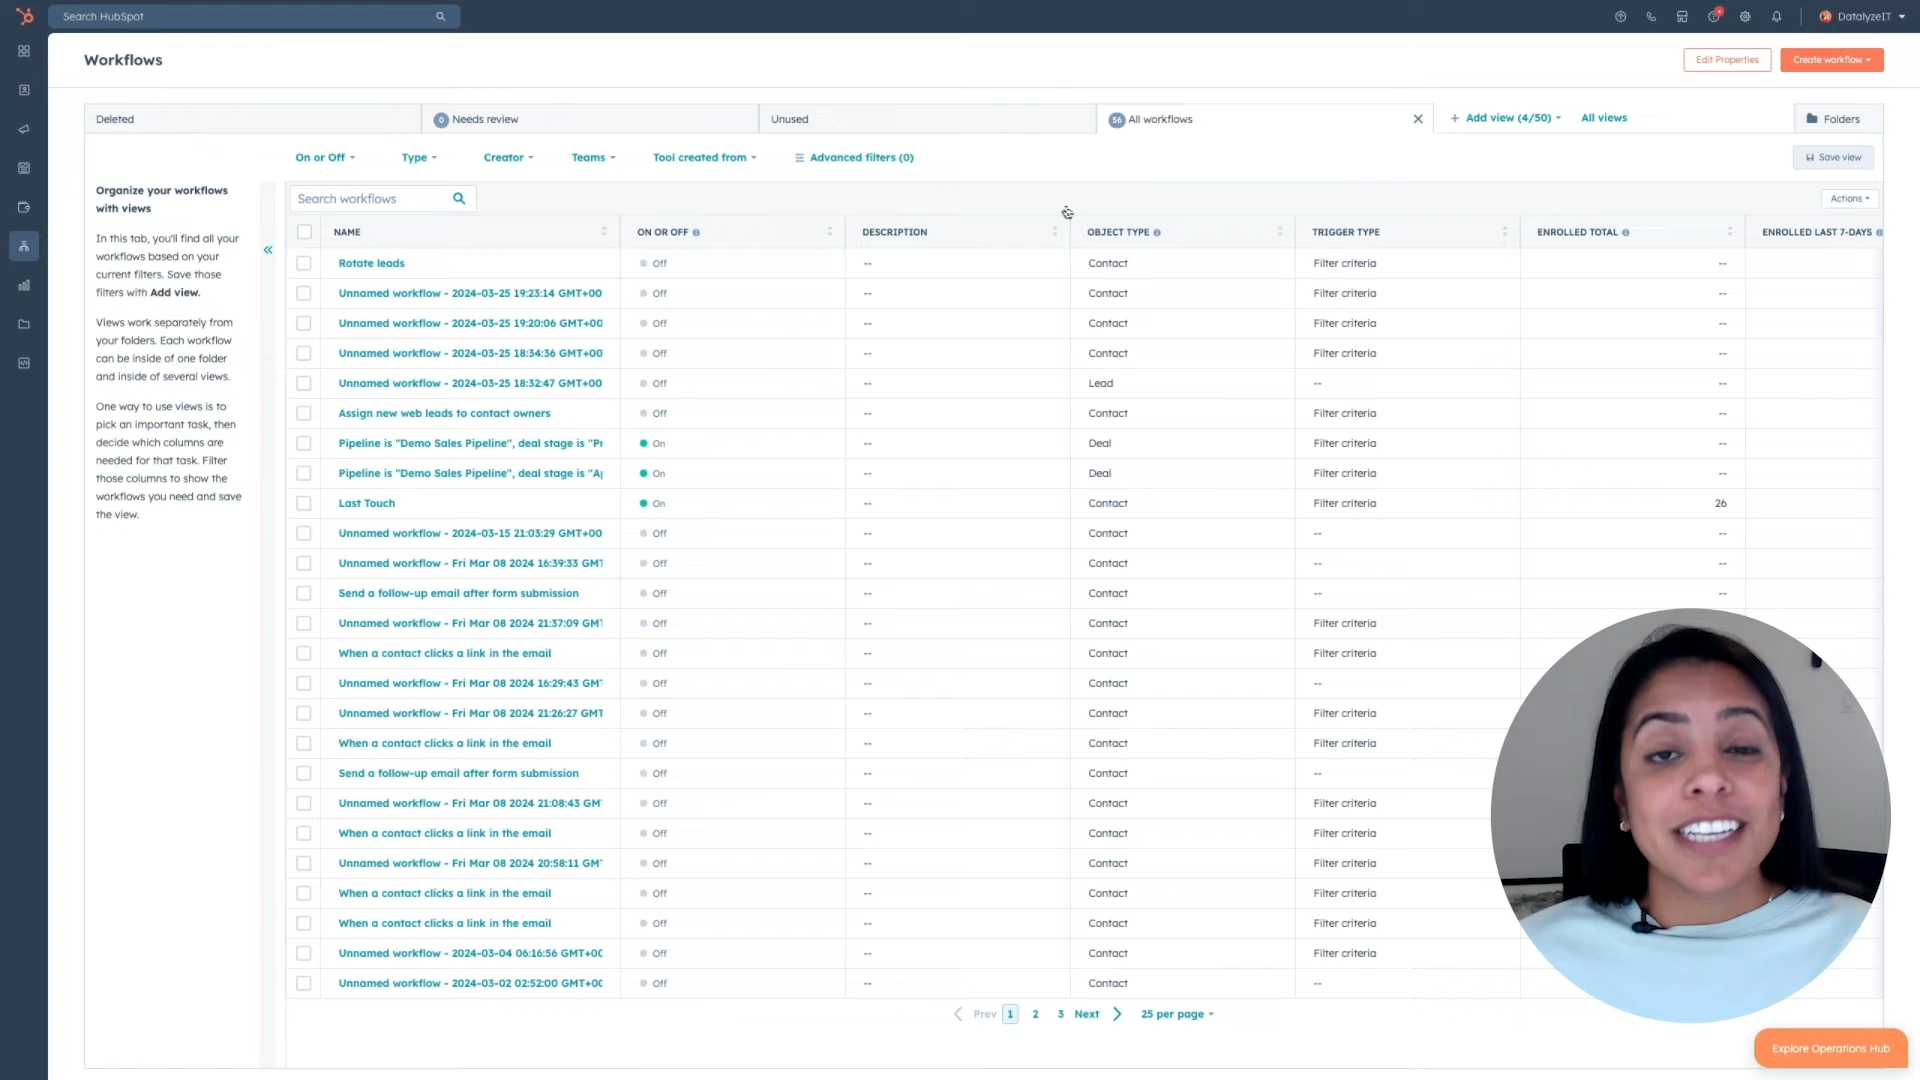 Search HubSpot
DatalyzeIT
Workflows
Edit Properties
Create workflow
Deleted
0 Needs review
Unused
56 All workflows
+ Add view (4/50)
All views
Folders
On or Off
Type
Creator
Teams
Tool created from
Advanced filters (0)
Save view
Organize your workflows
with views
In this tab, you'll find all your
workflows based on your
current filters. Save those
filters with Add view.
Views work separately from
your folders. Each workflow
can be inside of one folder
and inside of several views.
One way to use views is to
pick an important task, then
decide which columns are
needed for that task. Filter
those columns to show the
workflows you need and save
the view.
Search workflows
Actions
NAME ON OR OFF DESCRIPTION OBJECT TYPE TRIGGER TYPE ENROLLED TOTAL ENROLLED LAST 7-DAYS
Rotate leads Off -- Contact Filter criteria --
Unnamed workflow - 2024-03-25 19:23:14 GMT+00 Off -- Contact Filter criteria --
Unnamed workflow - 2024-03-25 19:20:06 GMT+00 Off -- Contact Filter criteria --
Unnamed workflow - 2024-03-25 18:34:36 GMT+00 Off -- Contact Filter criteria --
Unnamed workflow - 2024-03-25 18:32:47 GMT+00 Off -- Lead -- --
Assign new web leads to contact owners Off -- Contact Filter criteria --
Pipeline is "Demo Sales Pipeline", deal stage is "Pr On -- Deal Filter criteria --
Pipeline is "Demo Sales Pipeline", deal stage is "Ap On -- Deal Filter criteria --
Last Touch On -- Contact Filter criteria 26
Unnamed workflow - 2024-03-15 21:03:29 GMT+00 Off -- Contact -- --
Unnamed workflow - Fri Mar 08 2024 16:39:33 GMT Off -- Contact -- --
Send a follow-up email after form submission Off -- Contact -- --
Unnamed workflow - Fri Mar 08 2024 21:37:09 GMT Off -- Contact Filter criteria
When a contact clicks a link in the email Off -- Contact Filter criteria
Unnamed workflow - Fri Mar 08 2024 16:29:43 GMT Off -- Contact --
Unnamed workflow - Fri Mar 08 2024 21:26:27 GMT Off -- Contact Filter criteria
When a contact clicks a link in the email Off -- Contact Filter criteria
Send a follow-up email after form submission Off -- Contact --
Unnamed workflow - Fri Mar 08 2024 21:08:43 GM Off -- Contact Filter criteria
When a contact clicks a link in the email Off -- Contact Filter criteria
Unnamed workflow - Fri Mar 08 2024 20:58:11 GM Off -- Contact Filter criteria
When a contact clicks a link in the email Off -- Contact Filter criteria
When a contact clicks a link in the email Off -- Contact Filter criteria
Unnamed workflow - 2024-03-04 06:16:56 GMT+00 Off -- Contact Filter criteria
Unnamed workflow - 2024-03-02 02:52:00 GMT+00 Off -- Contact --
Prev 1 2 3 Next 25 per page
Explore Operations Hub